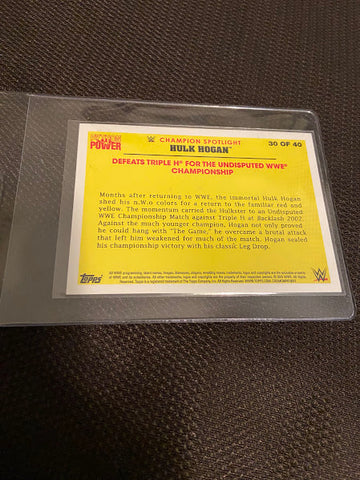 POWER
CHAMPION SPOTLIGHT
HULK HOGAN™
30 OF 40
DEFEATS TRIPLE H® FOR THE UNDISPUTED WWE®
CHAMPIONSHIP
Months after returning to WWE, the immortal Hulk Hogan
shed his n.W.o colors for a return to the familiar red and
yellow. The momentum carried the Hulkster to an Undisputed
WWE Championship Match against Triple H at Backlash 2002.
Against the much younger champion, Hogan not only proved
he could hang with "The Game," he overcame a brutal attack
that left him weakened for much of the match. Hogan sealed
his championship victory with his classic Leg Drop.
Topps
W